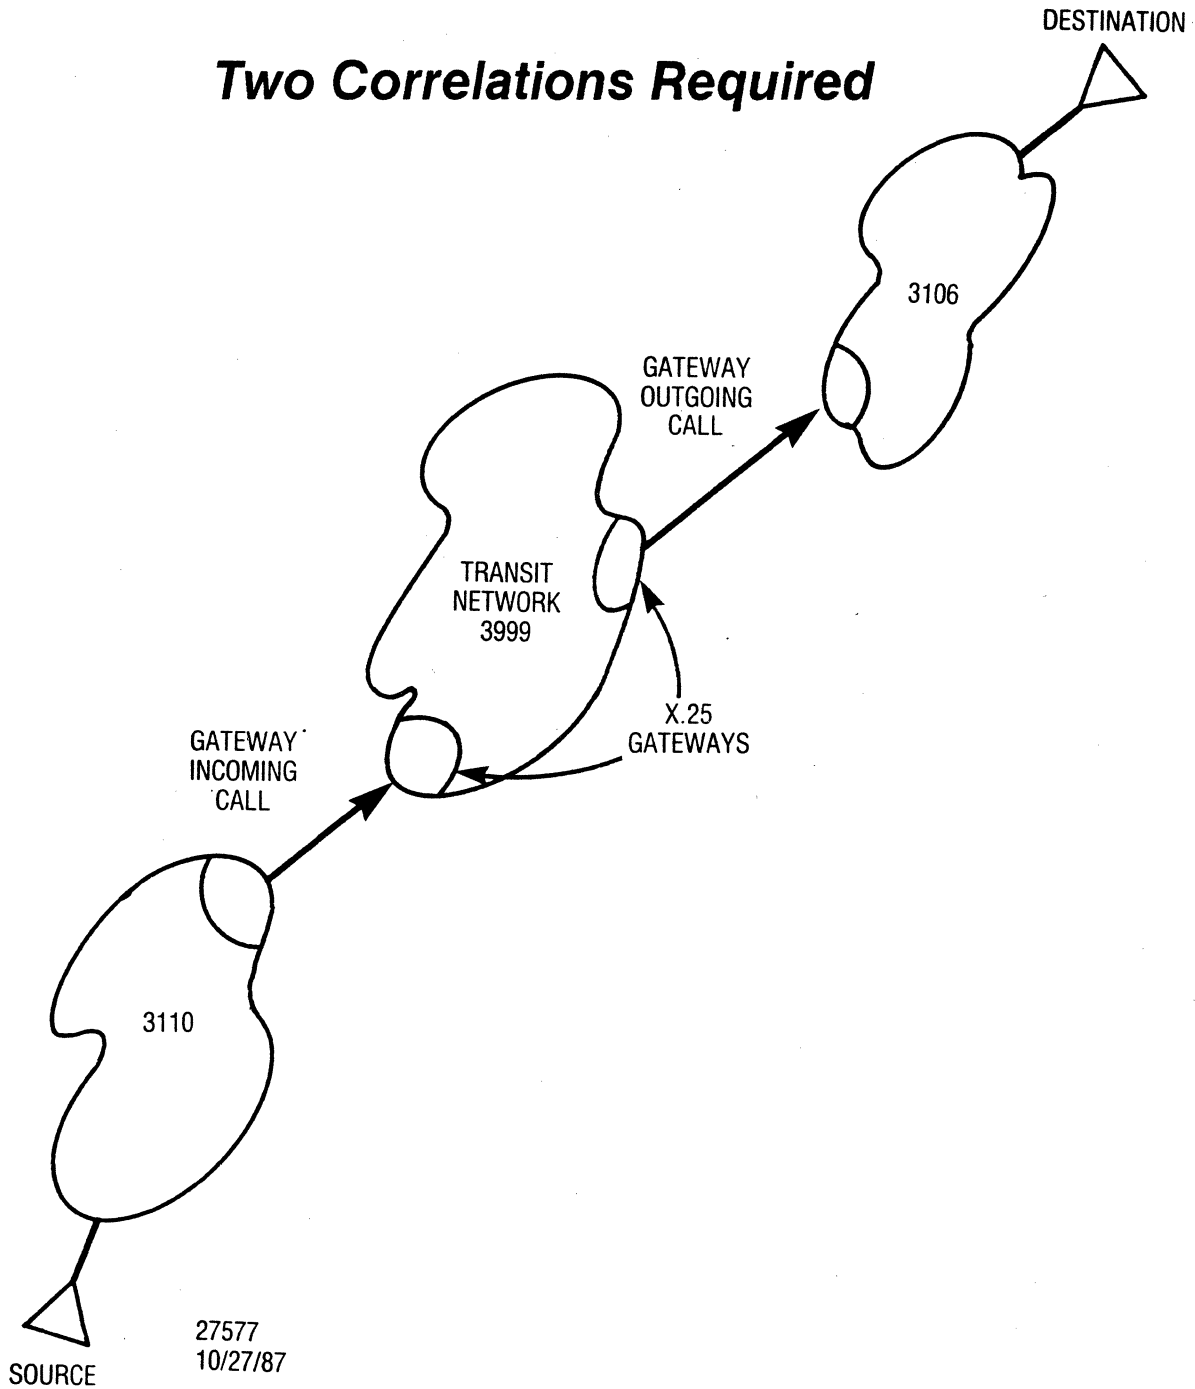 DESTINATION
Two Correlations Required
3106
GATEWAY
OUTGOING
CALL
TRANSIT
NETWORK
3999
X.25
GATEWAYS
GATEWAY
INCOMING
CALL
3110
27577
10/27/87
SOURCE